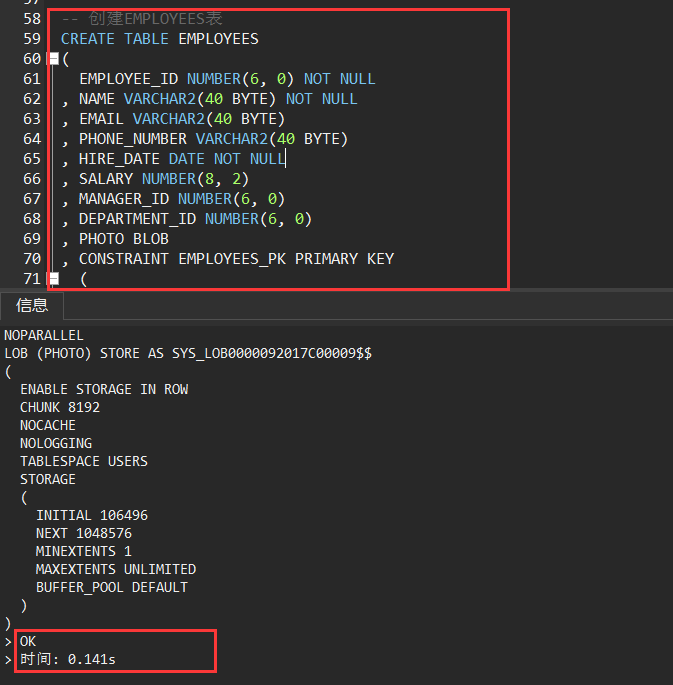 58 -- 创建EMPLOYEES表
59 CREATE TABLE EMPLOYEES
60 (
61 EMPLOYEE_ID NUMBER(6, 0) NOT NULL
62 , NAME VARCHAR2(40 BYTE) NOT NULL
63 , EMAIL VARCHAR2(40 BYTE)
64 , PHONE_NUMBER VARCHAR2(40 BYTE)
65 , HIRE_DATE DATE NOT NULL
66 , SALARY NUMBER(8, 2)
67 , MANAGER_ID NUMBER(6, 0)
68 , DEPARTMENT_ID NUMBER(6, 0)
69 , PHOTO BLOB
70 , CONSTRAINT EMPLOYEES_PK PRIMARY KEY
71 (
信息
NOPARALLEL
LOB (PHOTO) STORE AS SYS_LOB0000092017C00009$$
(
ENABLE STORAGE IN ROW
CHUNK 8192
NOCACHE
NOLOGGING
TABLESPACE USERS
STORAGE
(
INITIAL 106496
NEXT 1048576
MINEXTENTS 1
MAXEXTENTS UNLIMITED
BUFFER_POOL DEFAULT
)
)
> OK
> 时间: 0.141s